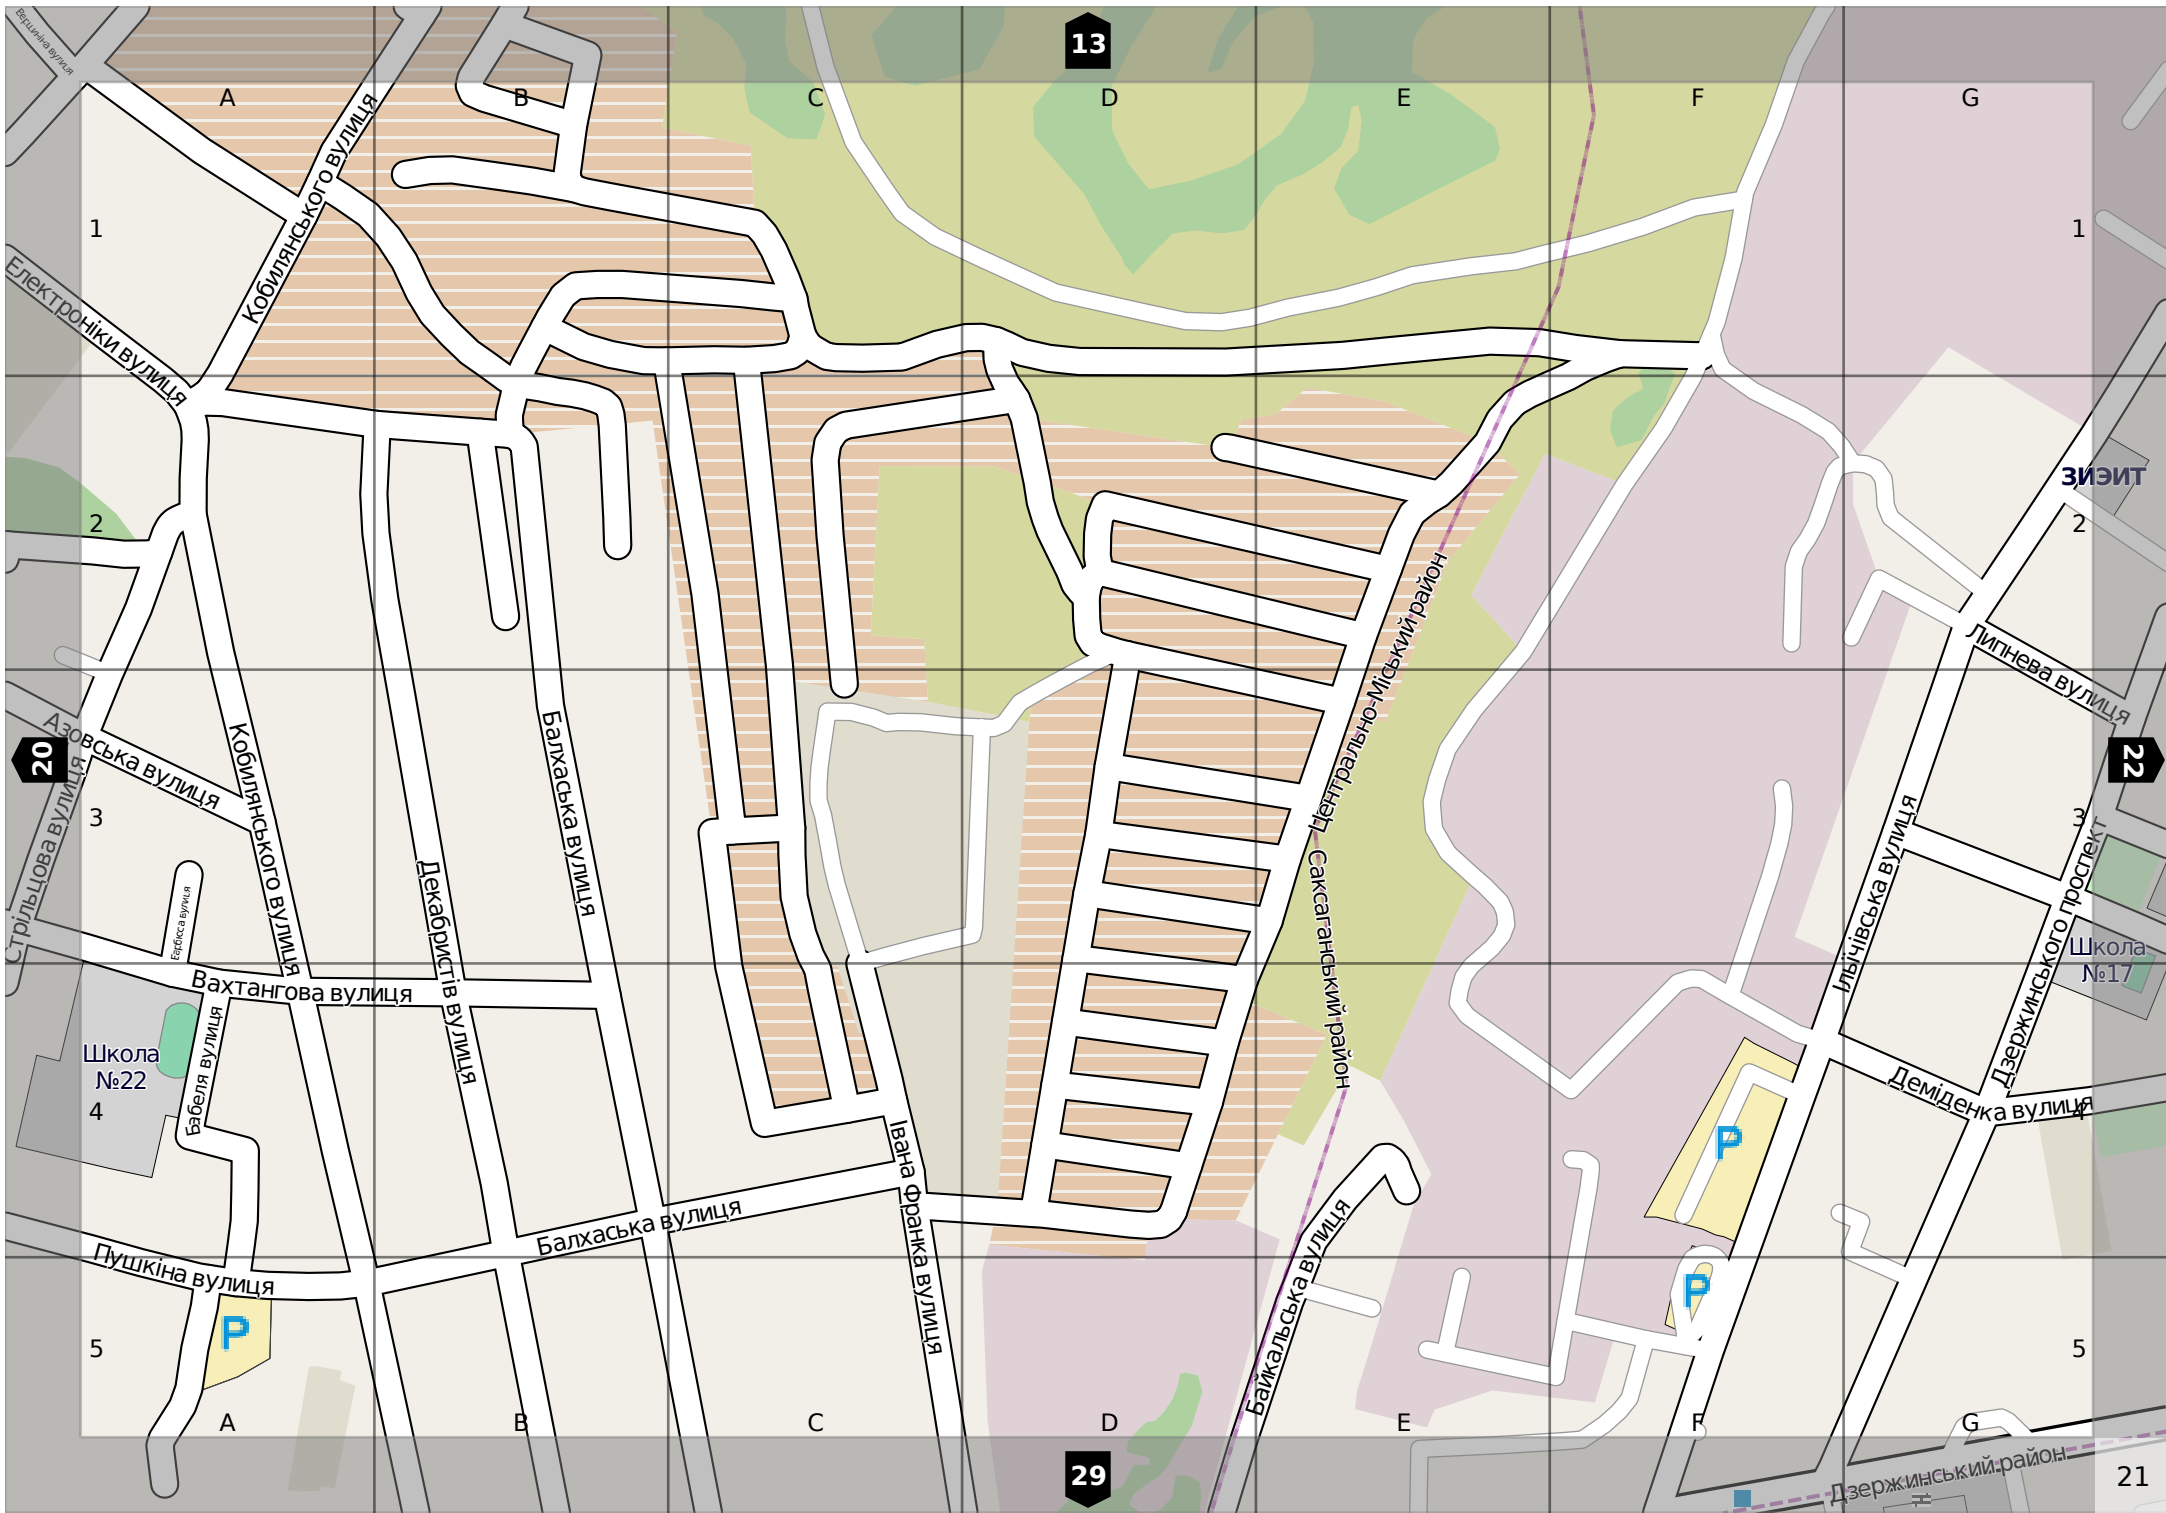 13
Вершиніна вулиця
A
B
C
D
E
F
G
Кобилянського вулиця
1
1
Електроніки вулиця
ЗИЭИТ
2
2
Центрально-Міський район
Липнева вулиця
Азовська вулиця
Кобилянського вулиця
Балхаська вулиця
20
22
Стрільцова вулиця
3
3
Декабристів вулиця
Саксаганський район
Ільічівська вулиця
Дзержинського проспект
Школа
№17
Вахтангова вулиця
Школа
№22
Бабеля вулиця
4
4
Деміденка вулиця
P
Івана Франка вулиця
Балхаська вулиця
Байкальська вулиця
Пушкіна вулиця
P
P
5
5
A
B
C
D
E
F
G
29
Дзержинський район
21